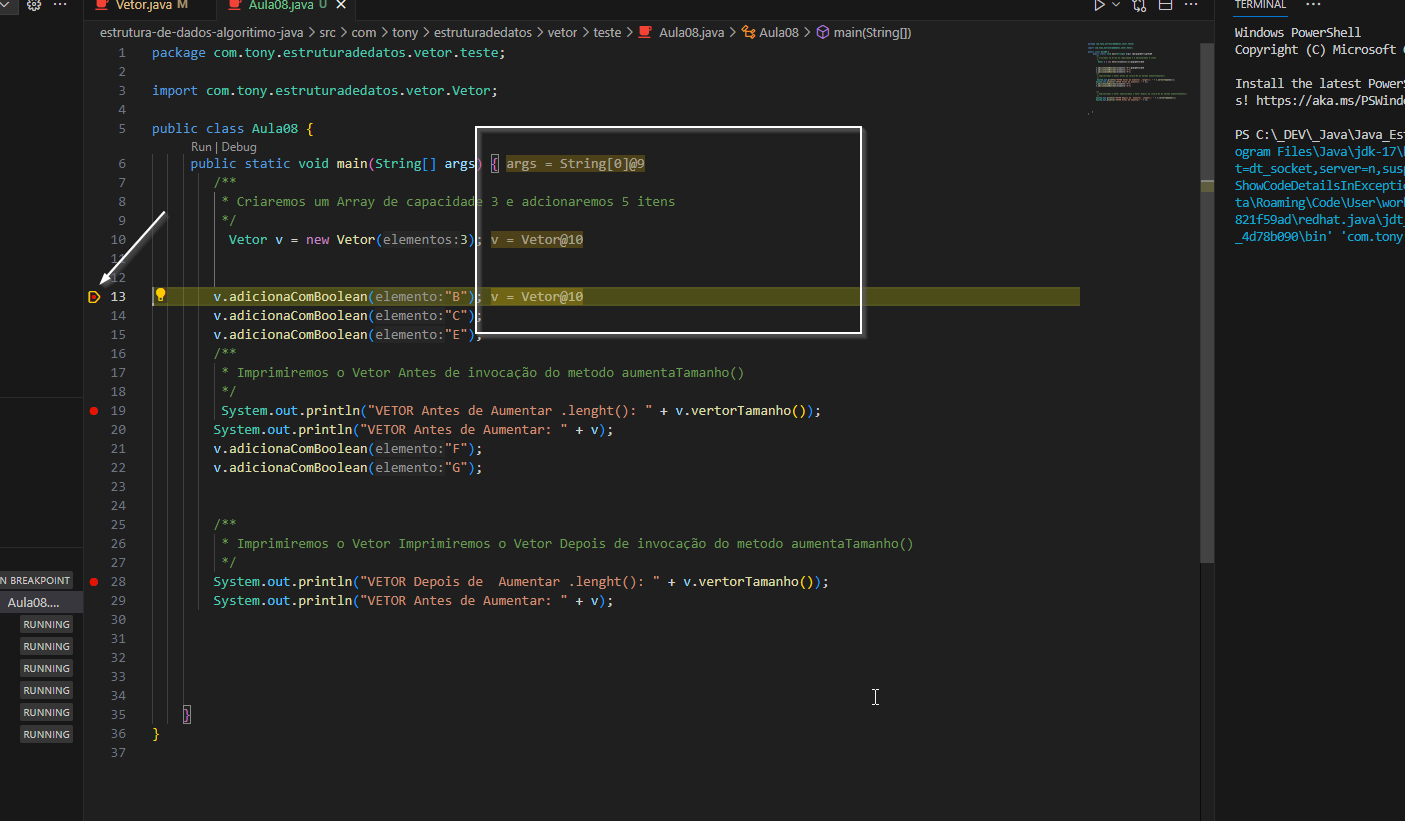 Vetor.java M
Aula08.java U
estrutura-de-dados-algoritimo-java > src > com > tony > estruturadedatos > vetor > teste > Aula08.java > Aula08 > main(String[])
1 package com.tony.estruturadedatos.vetor.teste;
2
3 import com.tony.estruturadedatos.vetor.Vetor;
4
5 public class Aula08 {
Run | Debug
6 public static void main(String[] args) { args = String[0]@9
7 /**
8 * Criaremos um Array de capacidade 3 e adcionaremos 5 itens
9 */
10 Vetor v = new Vetor(elementos:3); v = Vetor@10
11
12
13 v.adicionaComBoolean(elemento:"B"); v = Vetor@10
14 v.adicionaComBoolean(elemento:"C");
15 v.adicionaComBoolean(elemento:"E");
16 /**
17 * Imprimiremos o Vetor Antes de invocação do metodo aumentaTamanho()
18 */
19 System.out.println("VETOR Antes de Aumentar .lenght(): " + v.vertorTamanho());
20 System.out.println("VETOR Antes de Aumentar: " + v);
21 v.adicionaComBoolean(elemento:"F");
22 v.adicionaComBoolean(elemento:"G");
23
24
25 /**
26 * Imprimiremos o Vetor Imprimiremos o Vetor Depois de invocação do metodo aumentaTamanho()
27 */
28 System.out.println("VETOR Depois de  Aumentar .lenght(): " + v.vertorTamanho());
29 System.out.println("VETOR Antes de Aumentar: " + v);
30
31
32
33
34
35 }
36 }
37
N BREAKPOINT
Aula08....
RUNNING
RUNNING
RUNNING
RUNNING
RUNNING
RUNNING
TERMINAL
Windows PowerShell
Copyright (C) Microsoft
Install the latest PowerS
s! https://aka.ms/PSWindo
PS C:\_DEV\_Java\Java_Est
ogram Files\Java\jdk-17\
t=dt_socket,server=n,susp
ShowCodeDetailsInExceptio
ta\Roaming\Code\User\work
821f59ad\redhat.java\jdt_
_4d78b090\bin' 'com.tony